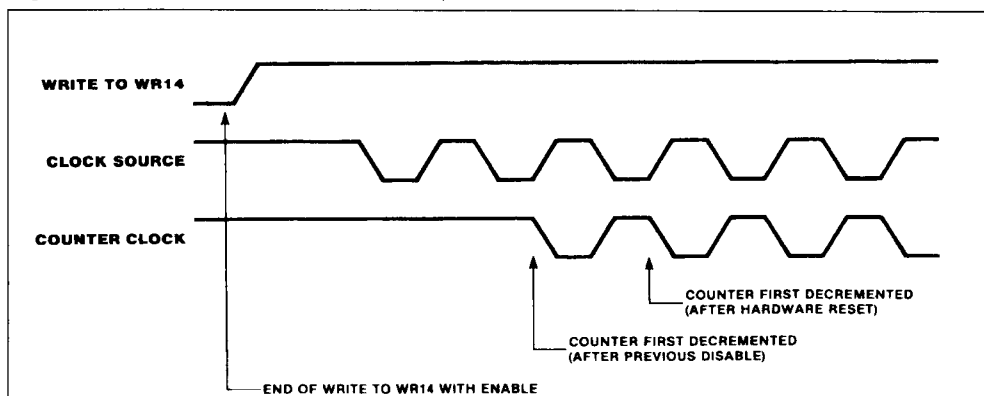 WRITE TO WR14
CLOCK SOURCE
COUNTER CLOCK
COUNTER FIRST DECREMENTED
(AFTER HARDWARE RESET)
COUNTER FIRST DECREMENTED
(AFTER PREVIOUS DISABLE)
END OF WRITE TO WR14 WITH ENABLE